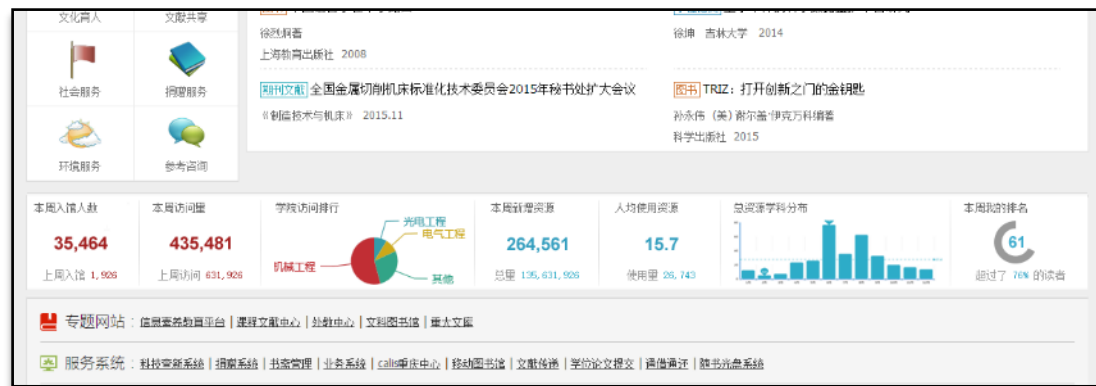 文化育人
文献共享
社会服务
捐赠服务
环境服务
参考咨询
徐烈炯著
上海教育出版社 2008
徐坤 吉林大学 2014
期刊文献 全国金属切削机床标准化技术委员会2015年秘书处扩大会议
《制造技术与机床》 2015.11
图书 TRIZ：打开创新之门的金钥匙
孙永伟（美）谢尔盖·伊克万科编著
科学出版社 2015
本周入馆人数
35,464
上周入馆 1,926
本周访问量
435,481
上周访问 631,926
学院访问排行
光电工程
电气工程
机械工程
其他
本周新增资源
264,561
总量 135,631,926
人均使用资源
15.7
使用量 26,743
总资源学科分布
本周我的排名
61
超过了 76% 的读者
专题网站：信息素养教育平台|课程文献中心|外教中心|文科图书馆|重大文库
服务系统：科技查新系统|捐赠系统|书斋管理|业务系统|calis重庆中心|移动图书馆|文献传递|学位论文提交|通借通还|随书光盘系统